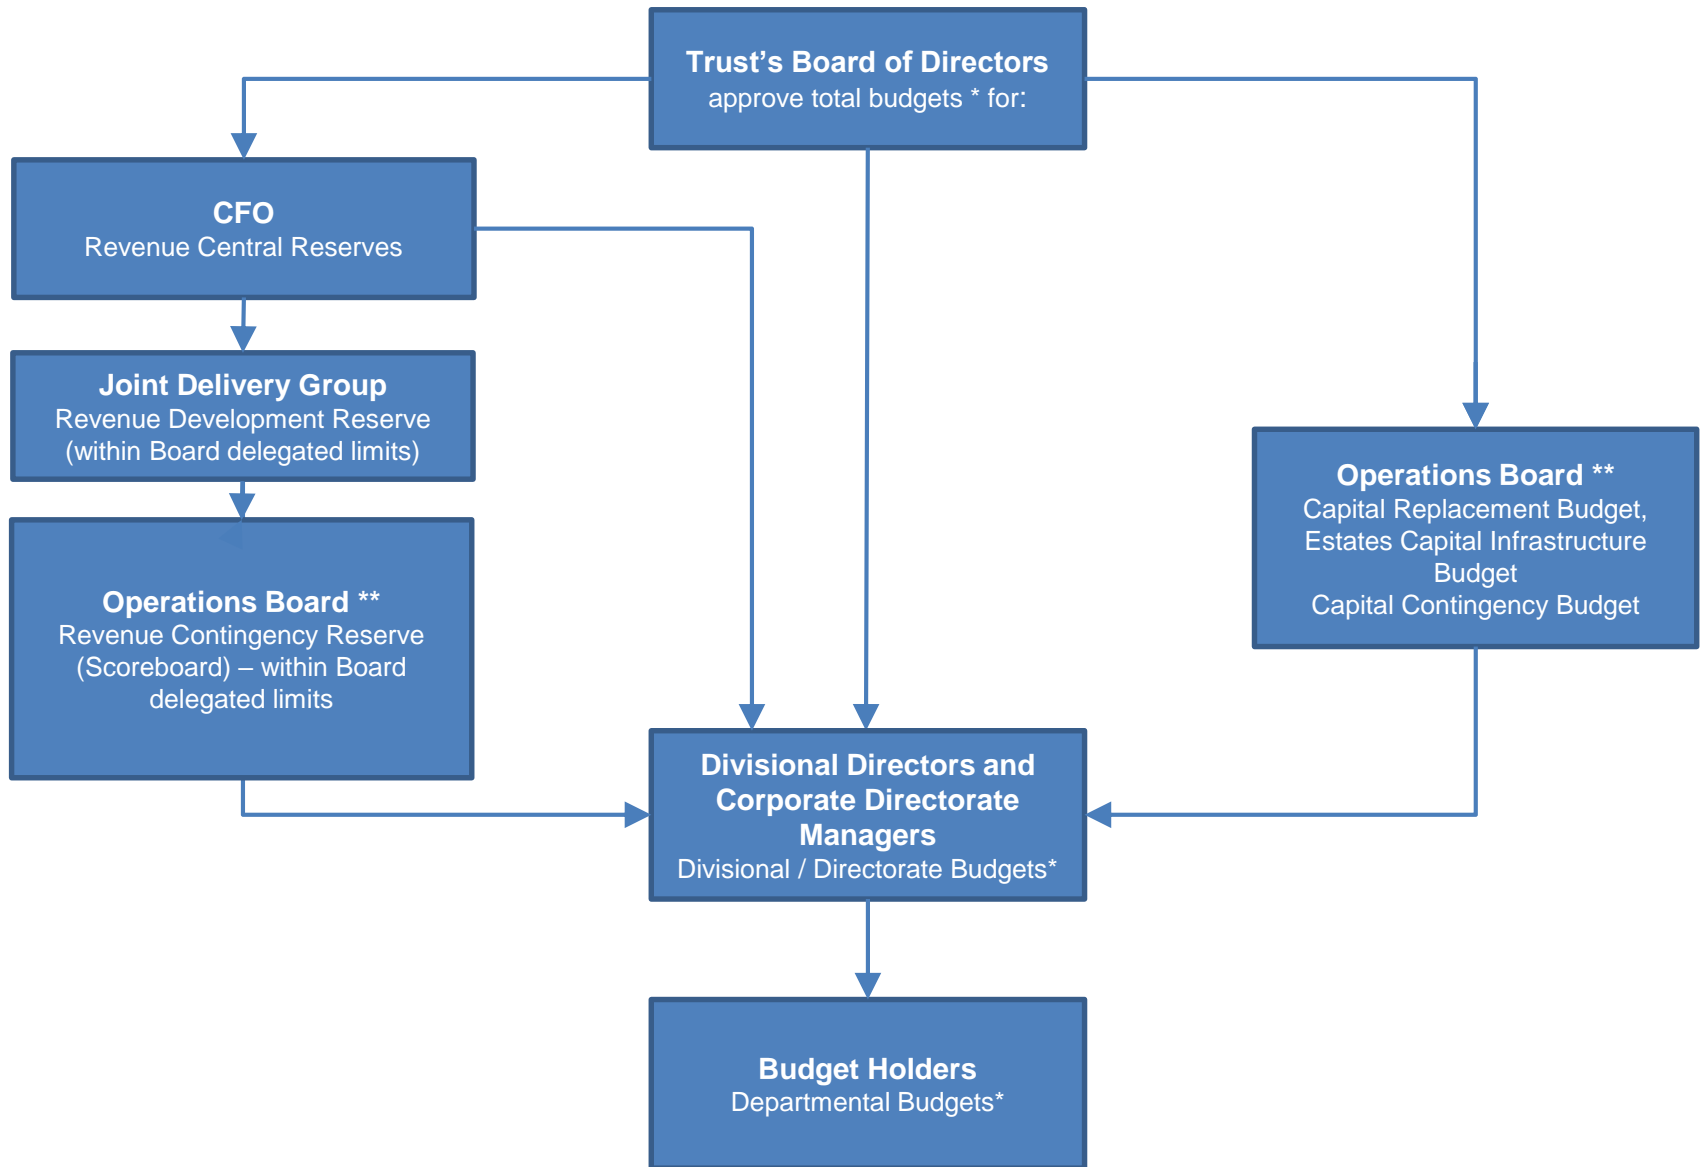 Trust’s Board of Directors
approve total budgets * for:
CFO
Revenue Central Reserves
Joint Delivery Group
Revenue Development Reserve
(within Board delegated limits)
Operations Board **
Revenue Contingency Reserve
(Scoreboard) – within Board
delegated limits
Operations Board **
Capital Replacement Budget,
Estates Capital Infrastructure
Budget
Capital Contingency Budget
Divisional Directors and
Corporate Directorate
Managers
Divisional / Directorate Budgets*
Budget Holders
Departmental Budgets*